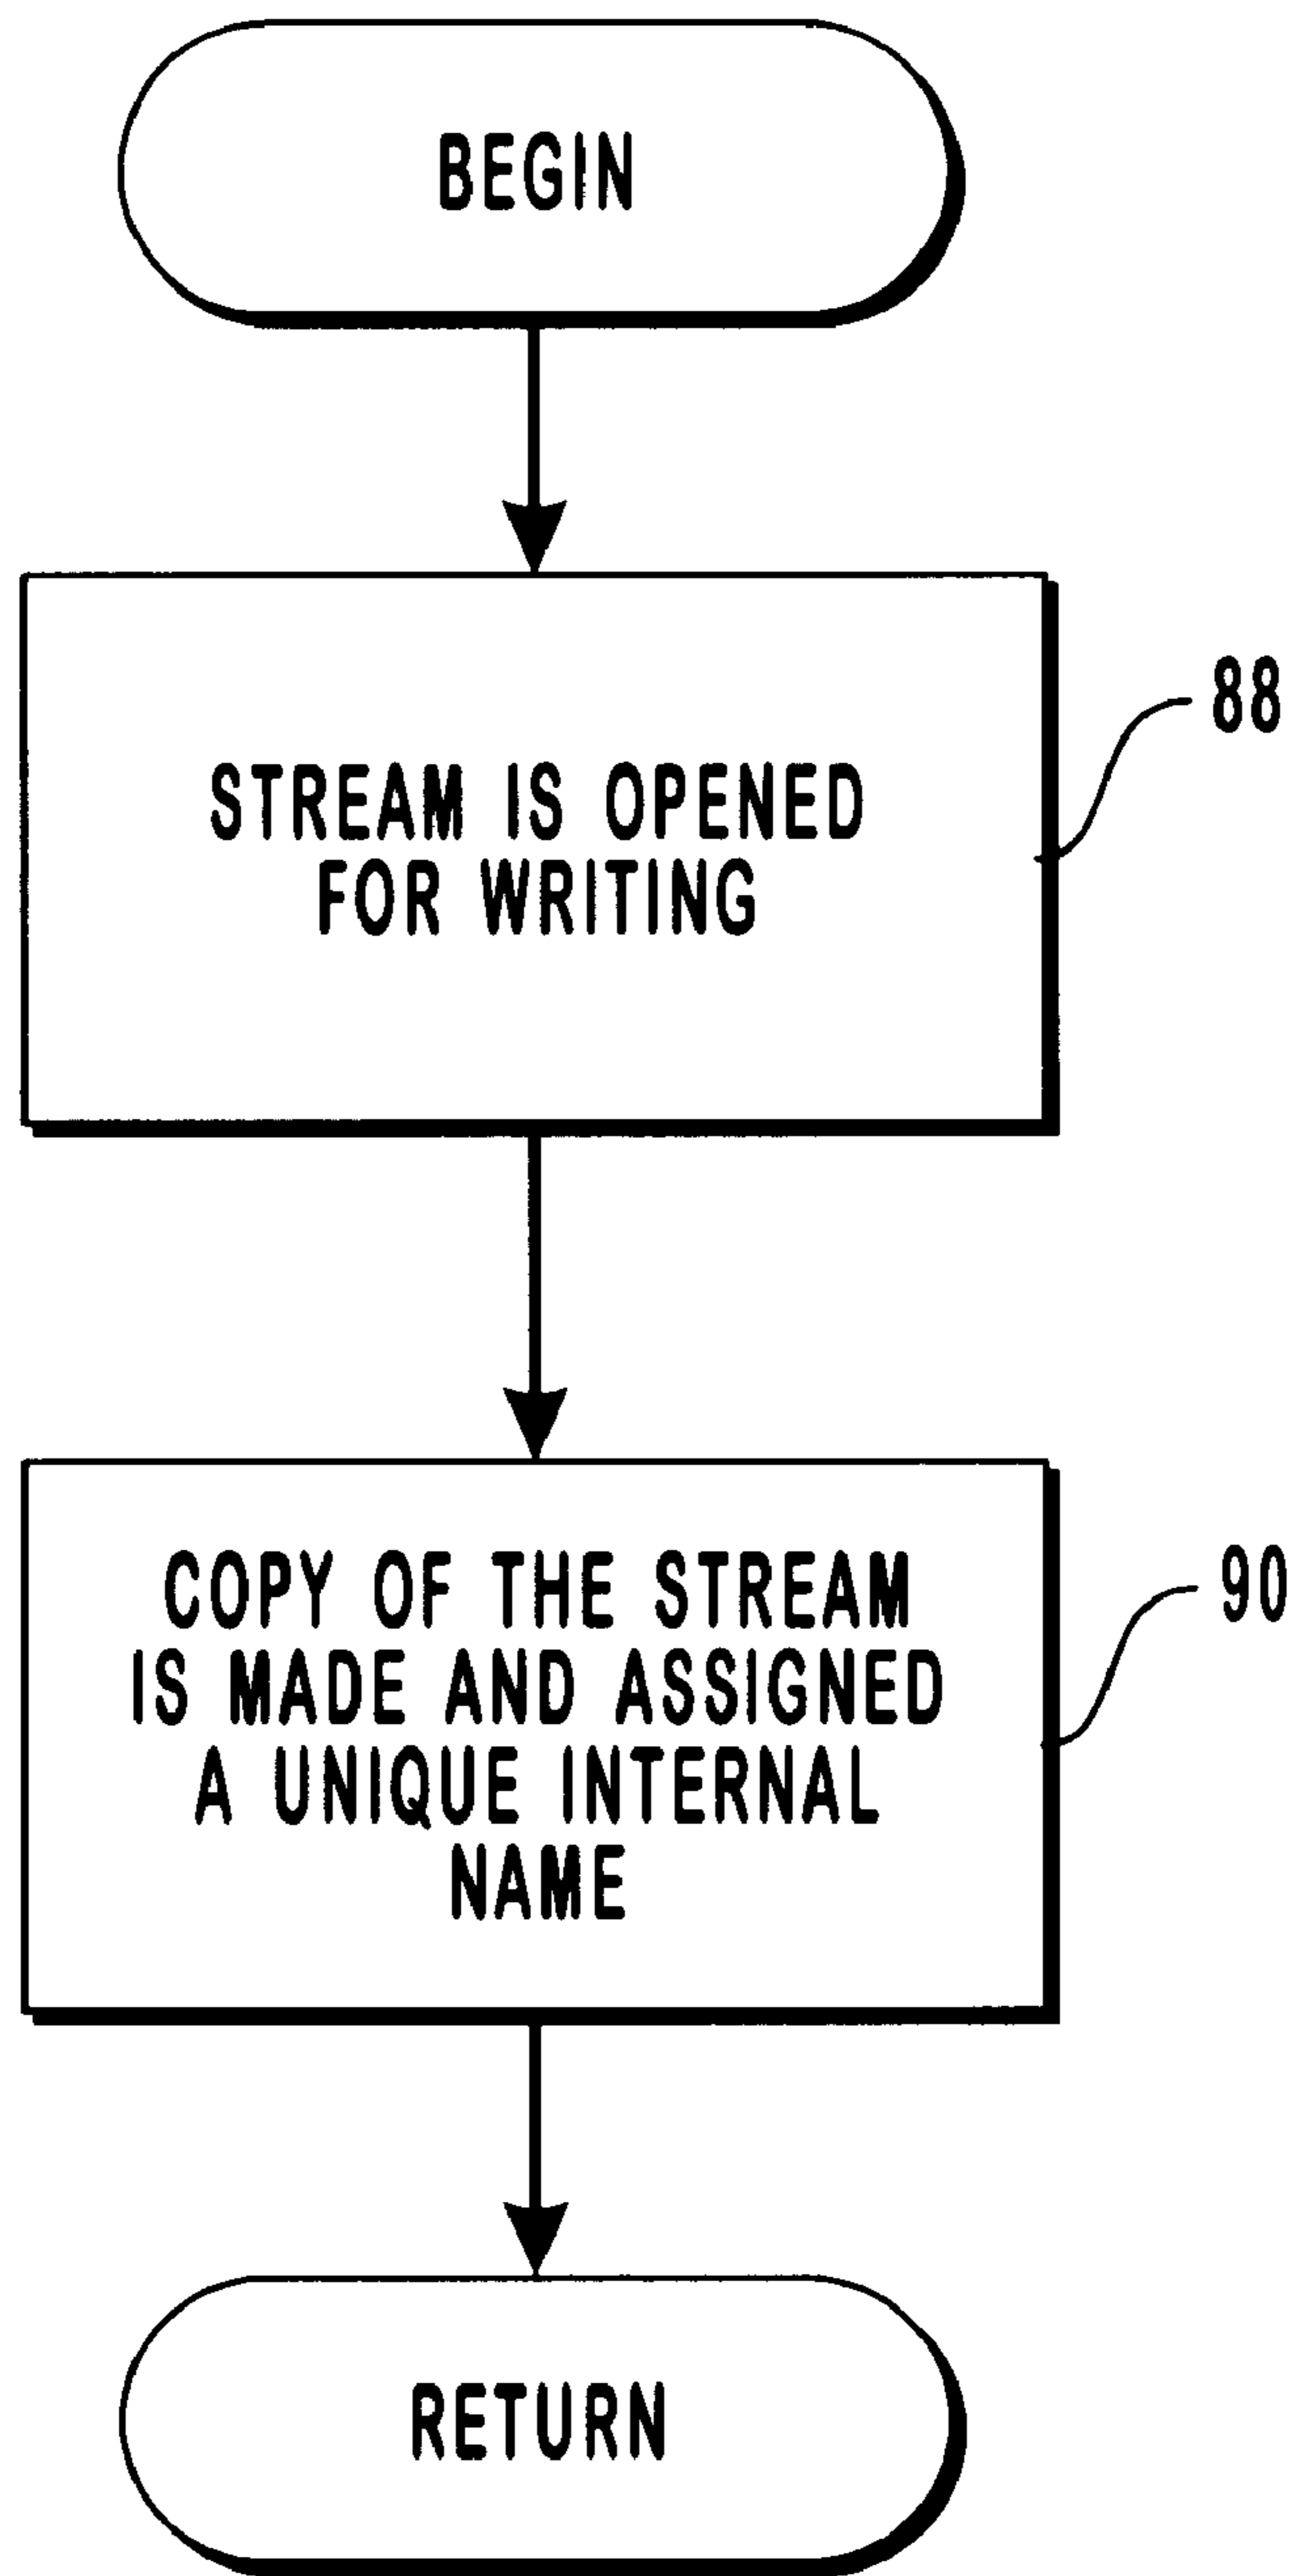 BEGIN
STREAM IS OPENED
FOR WRITING
88
COPY OF THE STREAM
IS MADE AND ASSIGNED
A UNIQUE INTERNAL
NAME
90
RETURN